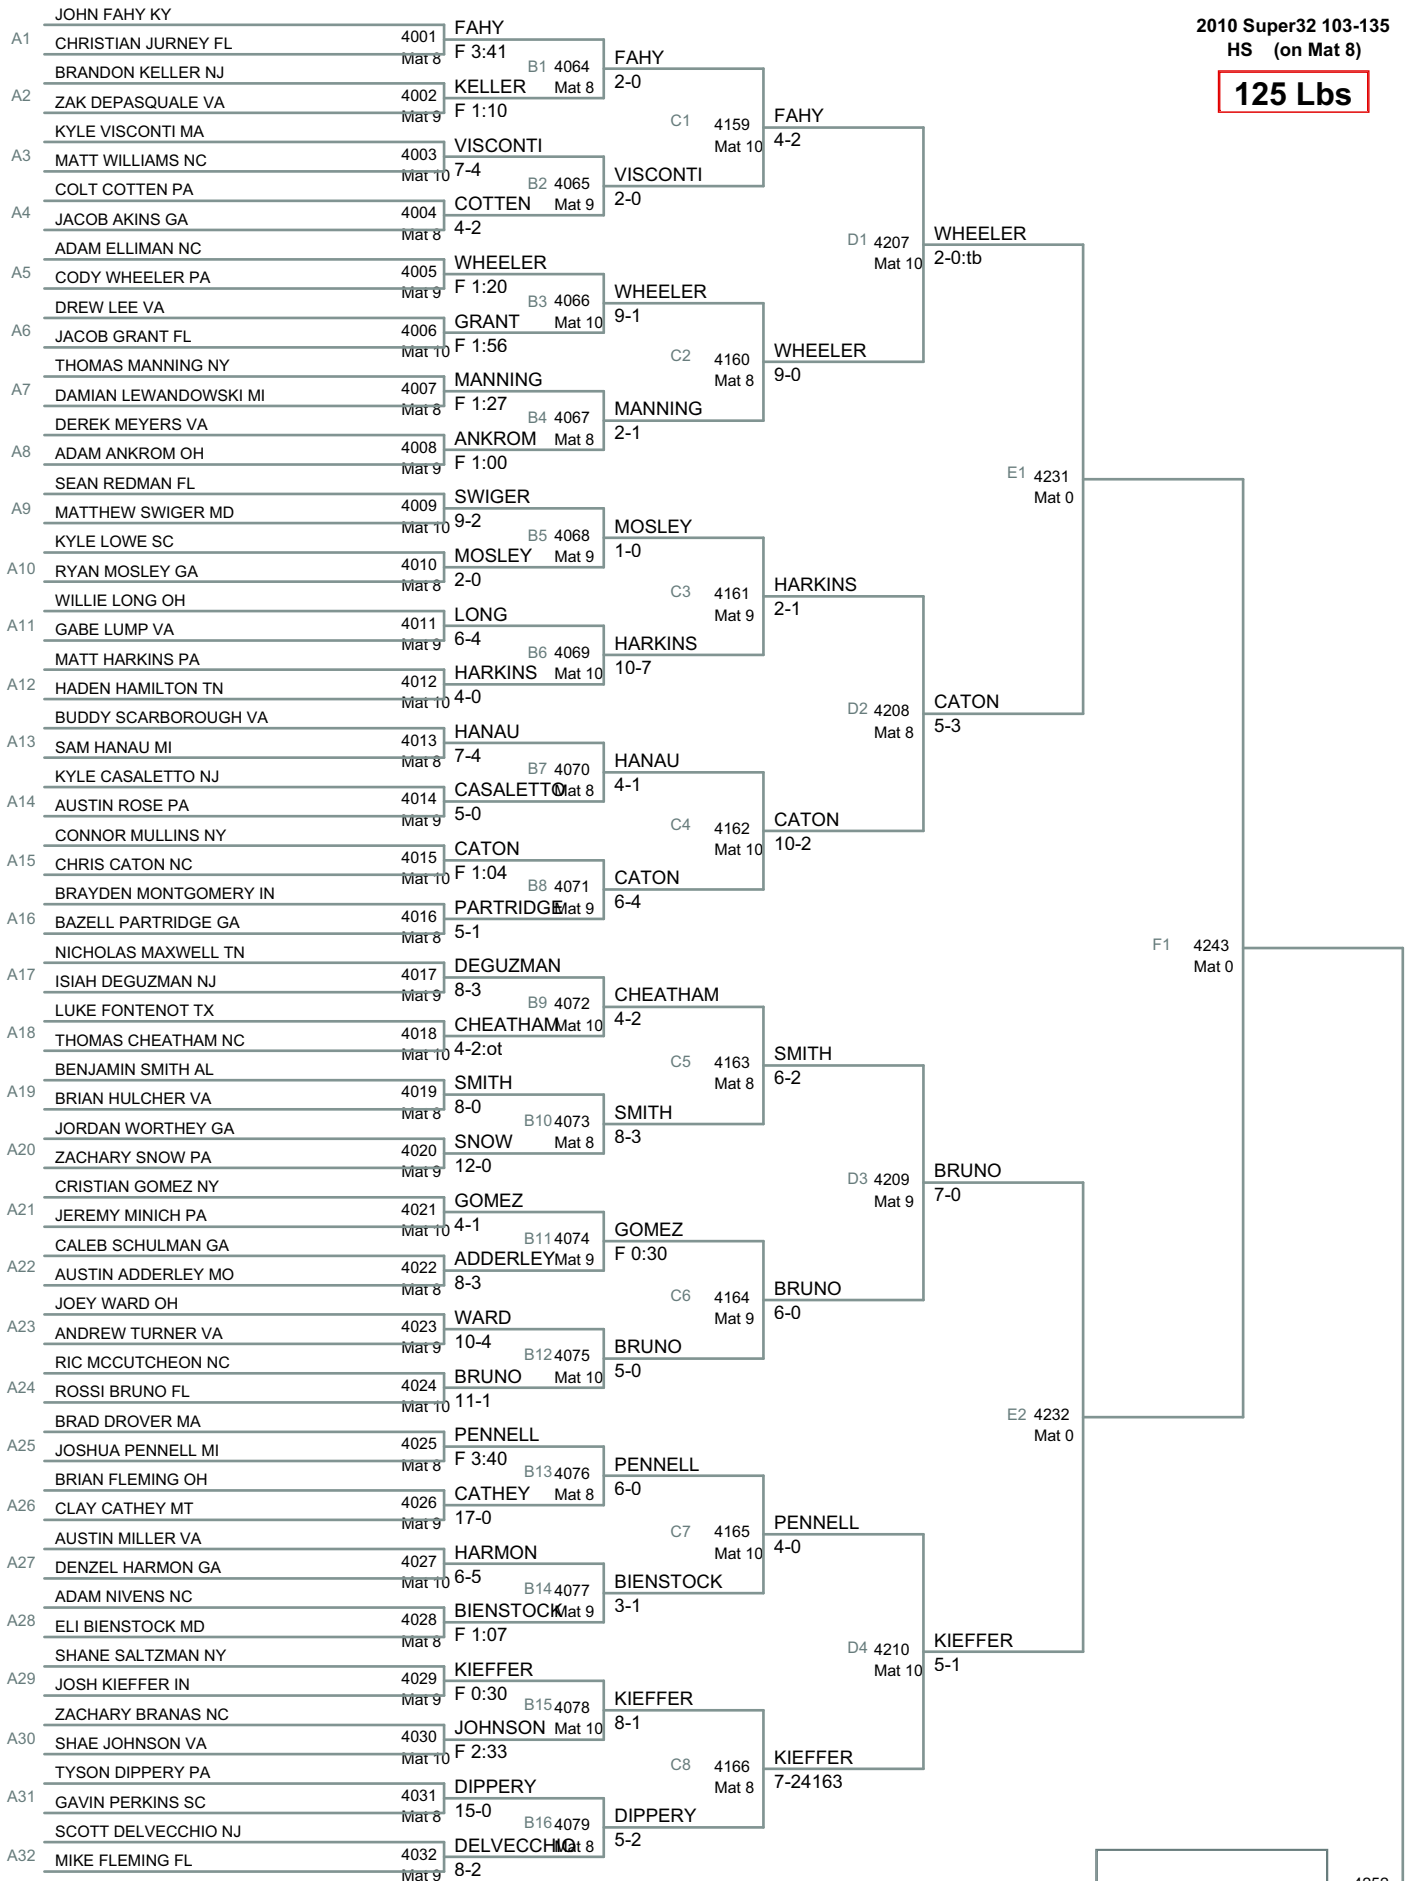 2010 Super32 103-135
HS (on Mat 8)
125 Lbs
JOHN FAHY KY
A1
CHRISTIAN JURNEY FL
4001
Mat 8
BRANDON KELLER NJ
A2
ZAK DEPASQUALE VA
4002
Mat 9
KYLE VISCONTI MA
A3
MATT WILLIAMS NC
4003
Mat 10
COLT COTTEN PA
A4
JACOB AKINS GA
4004
Mat 8
ADAM ELLIMAN NC
A5
CODY WHEELER PA
4005
Mat 9
DREW LEE VA
A6
JACOB GRANT FL
4006
Mat 10
THOMAS MANNING NY
A7
DAMIAN LEWANDOWSKI MI
4007
Mat 8
DEREK MEYERS VA
A8
ADAM ANKROM OH
4008
Mat 9
SEAN REDMAN FL
A9
MATTHEW SWIGER MD
4009
Mat 10
KYLE LOWE SC
A10
RYAN MOSLEY GA
4010
Mat 8
WILLIE LONG OH
A11
GABE LUMP VA
4011
Mat 9
MATT HARKINS PA
A12
HADEN HAMILTON TN
4012
Mat 10
BUDDY SCARBOROUGH VA
A13
SAM HANAU MI
4013
Mat 8
KYLE CASALETTO NJ
A14
AUSTIN ROSE PA
4014
Mat 9
CONNOR MULLINS NY
A15
CHRIS CATON NC
4015
Mat 10
BRAYDEN MONTGOMERY IN
A16
BAZELL PARTRIDGE GA
4016
Mat 8
NICHOLAS MAXWELL TN
A17
ISIAH DEGUZMAN NJ
4017
Mat 9
LUKE FONTENOT TX
A18
THOMAS CHEATHAM NC
4018
Mat 10
BENJAMIN SMITH AL
A19
BRIAN HULCHER VA
4019
Mat 8
JORDAN WORTHEY GA
A20
ZACHARY SNOW PA
4020
Mat 9
CRISTIAN GOMEZ NY
A21
JEREMY MINICH PA
4021
Mat 10
CALEB SCHULMAN GA
A22
AUSTIN ADDERLEY MO
4022
Mat 8
JOEY WARD OH
A23
ANDREW TURNER VA
4023
Mat 9
RIC MCCUTCHEON NC
A24
ROSSI BRUNO FL
4024
Mat 10
BRAD DROVER MA
A25
JOSHUA PENNELL MI
4025
Mat 8
BRIAN FLEMING OH
A26
CLAY CATHEY MT
4026
Mat 9
AUSTIN MILLER VA
A27
DENZEL HARMON GA
4027
Mat 10
ADAM NIVENS NC
A28
ELI BIENSTOCK MD
4028
Mat 8
SHANE SALTZMAN NY
A29
JOSH KIEFFER IN
4029
Mat 9
ZACHARY BRANAS NC
A30
SHAE JOHNSON VA
4030
Mat 10
TYSON DIPPERY PA
A31
GAVIN PERKINS SC
4031
Mat 8
SCOTT DELVECCHIO NJ
A32
MIKE FLEMING FL
4032
Mat 9
FAHY
F 3:41
B1 4064
Mat 8
KELLER
F 1:10
VISCONTI
7-4
B2 4065
Mat 9
COTTEN
4-2
WHEELER
F 1:20
B3 4066
Mat 10
GRANT
F 1:56
MANNING
F 1:27
B4 4067
Mat 8
ANKROM
F 1:00
SWIGER
9-2
B5 4068
Mat 9
MOSLEY
2-0
LONG
6-4
B6 4069
Mat 10
HARKINS
4-0
HANAU
7-4
B7 4070
Mat 8
CASALETTO
5-0
CATON
F 1:04
B8 4071
Mat 9
PARTRIDGE
5-1
DEGUZMAN
8-3
B9 4072
Mat 10
CHEATHAM
4-2:ot
SMITH
8-0
B10 4073
Mat 8
SNOW
12-0
GOMEZ
4-1
B11 4074
Mat 9
ADDERLEY
8-3
WARD
10-4
B12 4075
Mat 10
BRUNO
11-1
PENNELL
F 3:40
B13 4076
Mat 8
CATHEY
17-0
HARMON
6-5
B14 4077
Mat 9
BIENSTOCK
F 1:07
KIEFFER
F 0:30
B15 4078
Mat 10
JOHNSON
F 2:33
DIPPERY
15-0
B16 4079
Mat 8
DELVECCHIO
8-2
FAHY
2-0
C1 4159
Mat 10
VISCONTI
2-0
WHEELER
9-1
C2 4160
Mat 8
MANNING
2-1
MOSLEY
1-0
C3 4161
Mat 9
HARKINS
10-7
HANAU
4-1
C4 4162
Mat 10
CATON
6-4
CHEATHAM
4-2
C5 4163
Mat 8
SMITH
8-3
GOMEZ
F 0:30
C6 4164
Mat 9
BRUNO
5-0
PENNELL
6-0
C7 4165
Mat 10
BIENSTOCK
3-1
KIEFFER
8-1
C8 4166
Mat 8
DIPPERY
5-2
FAHY
4-2
D1 4207
Mat 10
WHEELER
9-0
HARKINS
2-1
D2 4208
Mat 8
CATON
10-2
SMITH
6-2
D3 4209
Mat 9
BRUNO
6-0
PENNELL
4-0
D4 4210
Mat 10
KIEFFER
7-24163
WHEELER
2-0:tb
E1 4231
Mat 0
CATON
5-3
BRUNO
7-0
E2 4232
Mat 0
KIEFFER
5-1
F1 4243
Mat 0